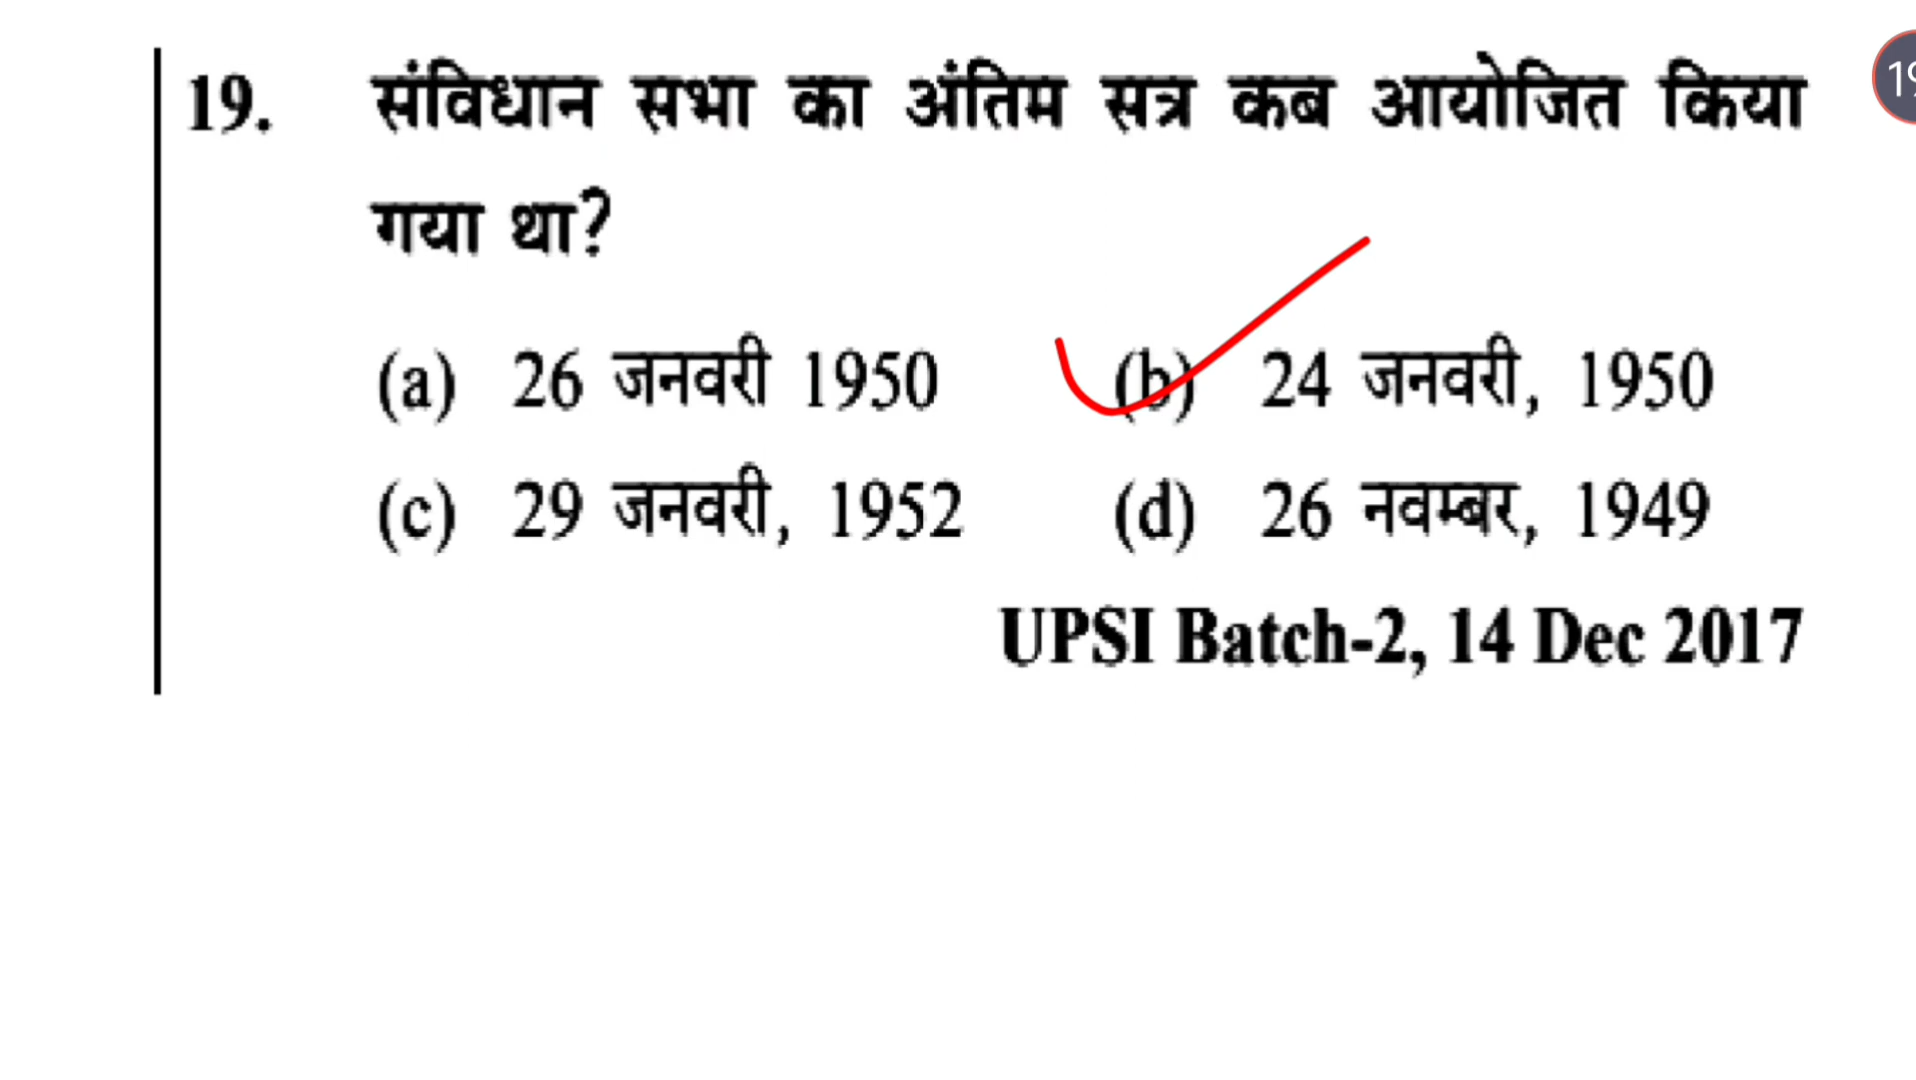 19. संविधान सभा का अंतिम सत्र कब आयोजित किया
गया था?
(a) 26 जनवरी 1950 (b) 24 जनवरी, 1950
(c) 29 जनवरी, 1952 (d) 26 नवम्बर, 1949
UPSI Batch-2, 14 Dec 2017